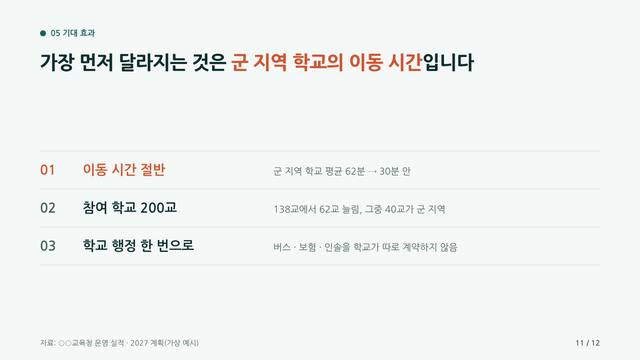 05 기대 효과
가장 먼저 달라지는 것은 군 지역 학교의 이동 시간입니다
01 이동 시간 절반 군 지역 학교 평균 62분 → 30분 안
02 참여 학교 200교 138교에서 62교 늘림, 그중 40교가 군 지역
03 학교 행정 한 번으로 버스 · 보험 · 인솔을 학교가 따로 계약하지 않음
자료: ○○교육청 운영 실적 · 2027 계획(가상 예시) 11 / 12